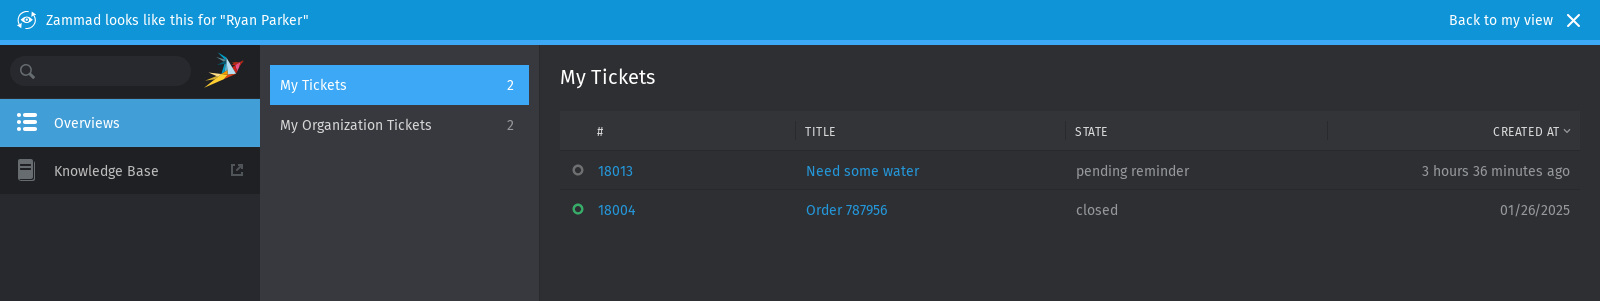 Zammad looks like this for "Ryan Parker"
Back to my view
Overviews
Knowledge Base
My Tickets 2
My Organization Tickets 2
My Tickets
# TITLE STATE CREATED AT
18013 Need some water pending reminder 3 hours 36 minutes ago
18004 Order 787956 closed 01/26/2025